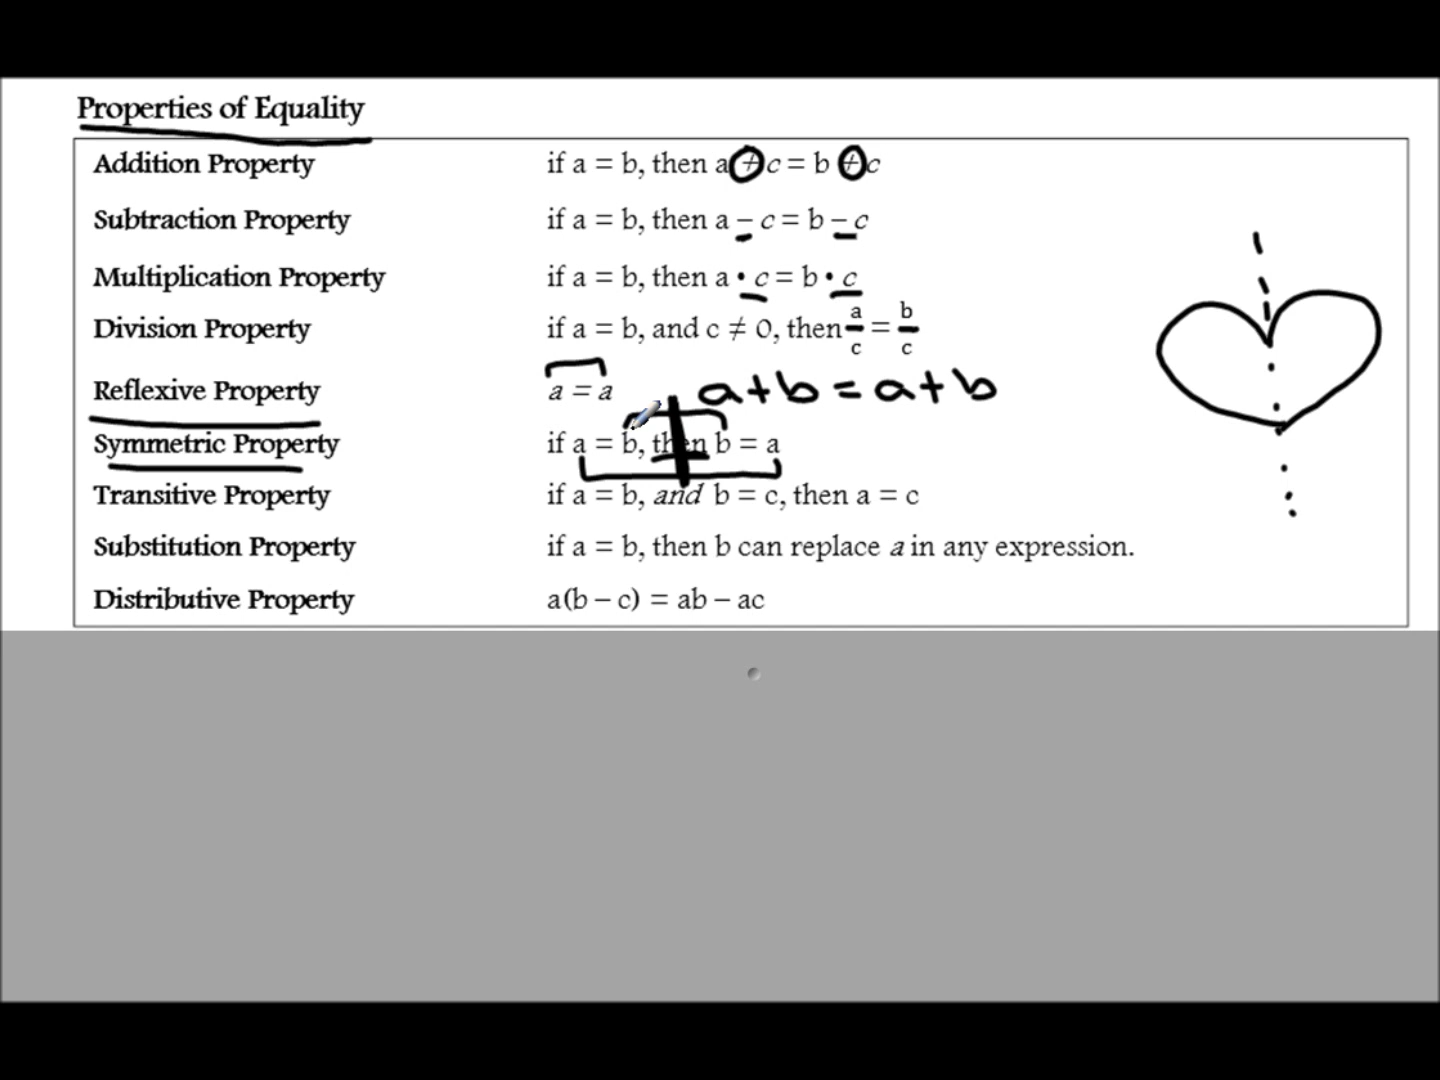 Properties of Equality
Addition Property if a = b, then a + c = b + c
Subtraction Property if a = b, then a – c = b – c
Multiplication Property if a = b, then a • c = b • c
Division Property if a = b, and c ≠ 0, then a/c = b/c
Reflexive Property a = a a+b=a+b
Symmetric Property if a = b, then b = a
Transitive Property if a = b, and b = c, then a = c
Substitution Property if a = b, then b can replace a in any expression.
Distributive Property a(b – c) = ab – ac